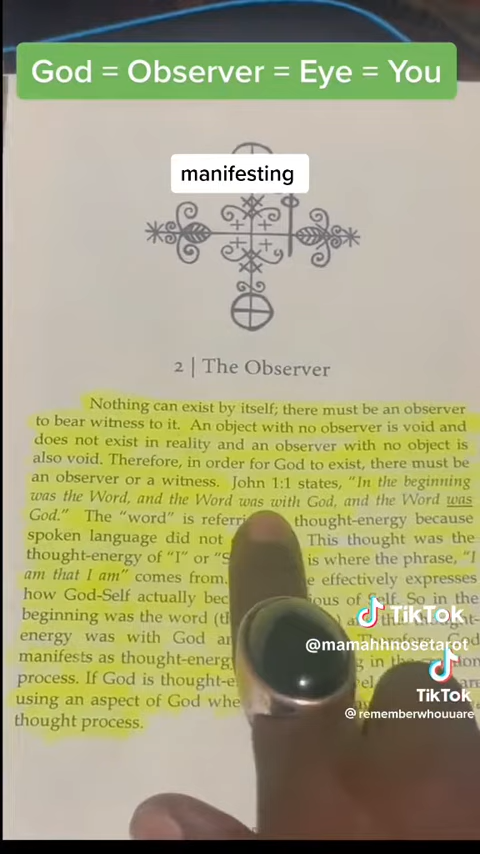 God = Observer = Eye = You
manifesting
2 | The Observer
Nothing can exist by itself; there must be an observer
to bear witness to it. An object with no observer is void and
does not exist in reality and an observer with no object is
also void. Therefore, in order for God to exist, there must be
an observer or a witness. John 1:1 states, "In the beginning
was the Word, and the Word was with God, and the Word was
God." The "word" is thought-energy because
spoken language did not This thought was the
thought-energy of "I" or is where the phrase, "I
am that I am" comes from. effectively expresses
how God-Self actually of Self. So in the
beginning was the word
energy was with God
manifests as in the
process. If God is
using an aspect of God
thought process.
TikTok
@mamahhnosetarot
TikTok
@rememberwhouuare